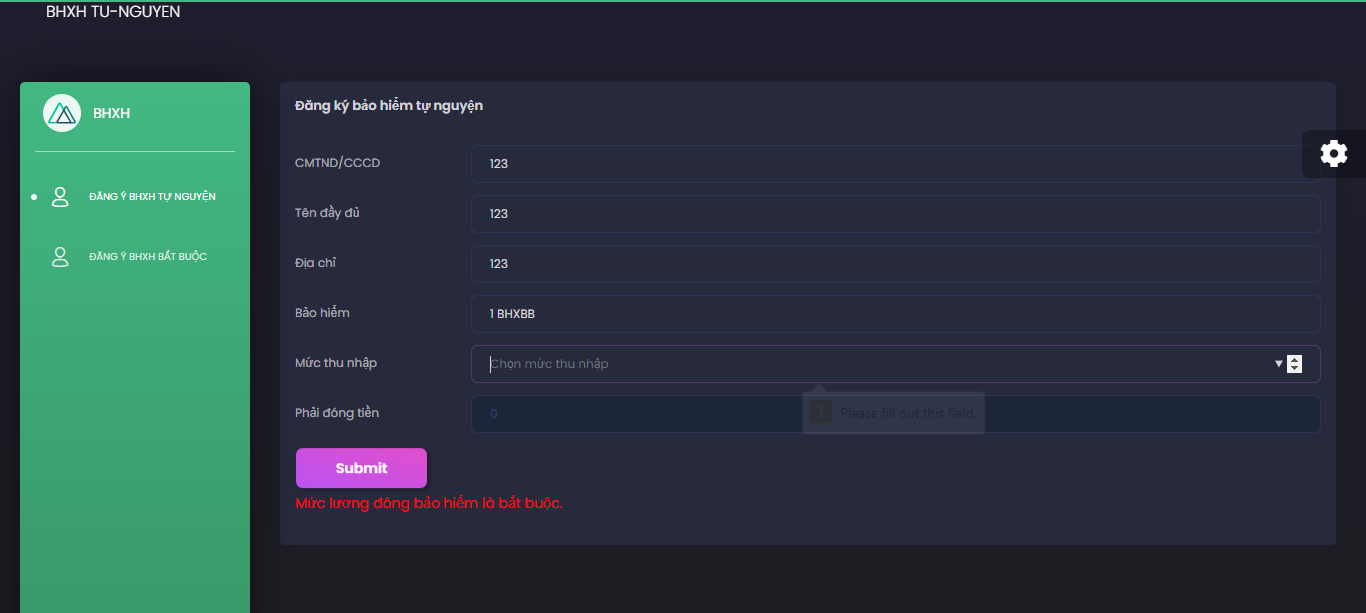 BHXH TU-NGUYEN
BHXH
ĐĂNG Ý BHXH TỰ NGUYỆN
ĐĂNG Ý BHXH BẮT BUỘC
Đăng ký bảo hiểm tự nguyện
CMTND/CCCD
123
Tên đầy đủ
123
Địa chỉ
123
Bảo hiểm
1 BHXBB
Mức thu nhập
Chọn mức thu nhập
Phải đóng tiền
0
Please fill out this field.
Submit
Mức lương đóng bảo hiểm là bắt buộc.